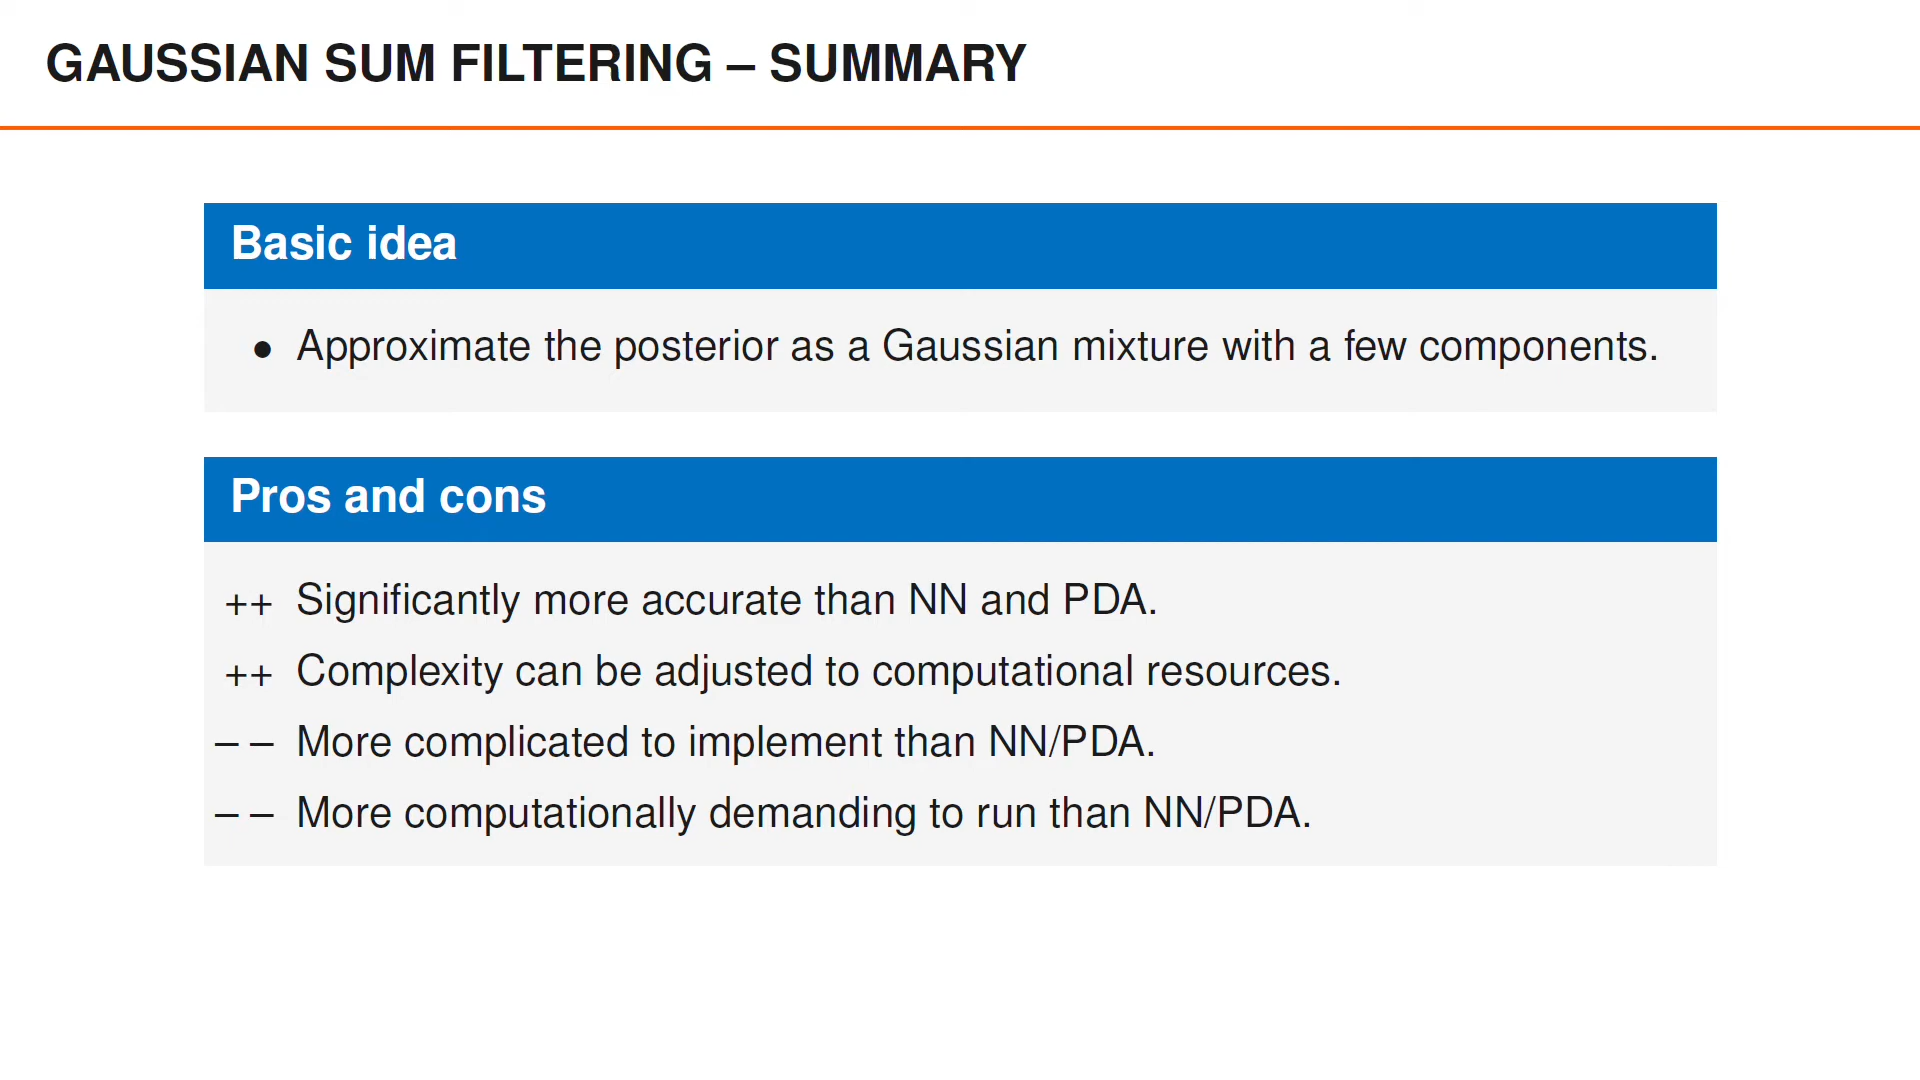 GAUSSIAN SUM FILTERING – SUMMARY
Basic idea
● Approximate the posterior as a Gaussian mixture with a few components.
Pros and cons
++ Significantly more accurate than NN and PDA.
++ Complexity can be adjusted to computational resources.
– – More complicated to implement than NN/PDA.
– – More computationally demanding to run than NN/PDA.